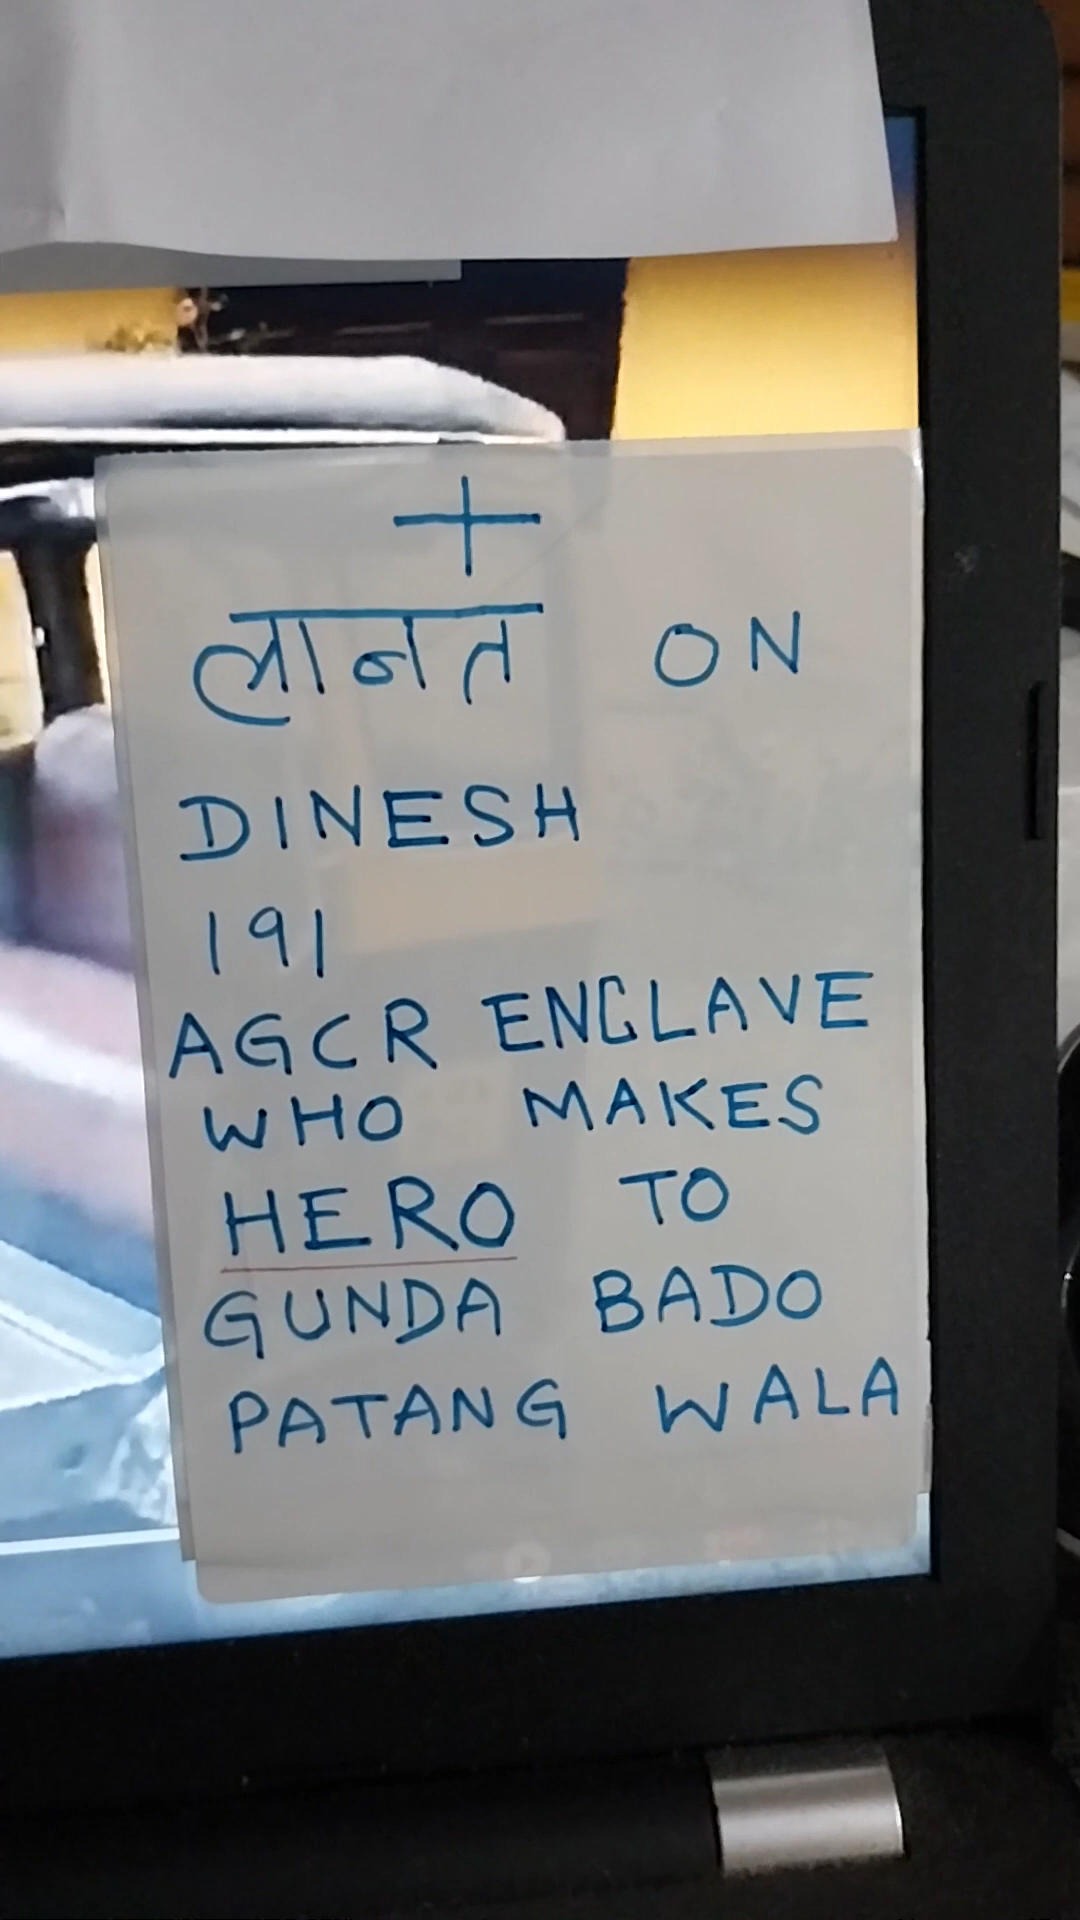 +
लानत ON
DINESH
191
AGCR ENCLAVE
WHO MAKES
HERO TO
GUNDA BADO
PATANG WALA